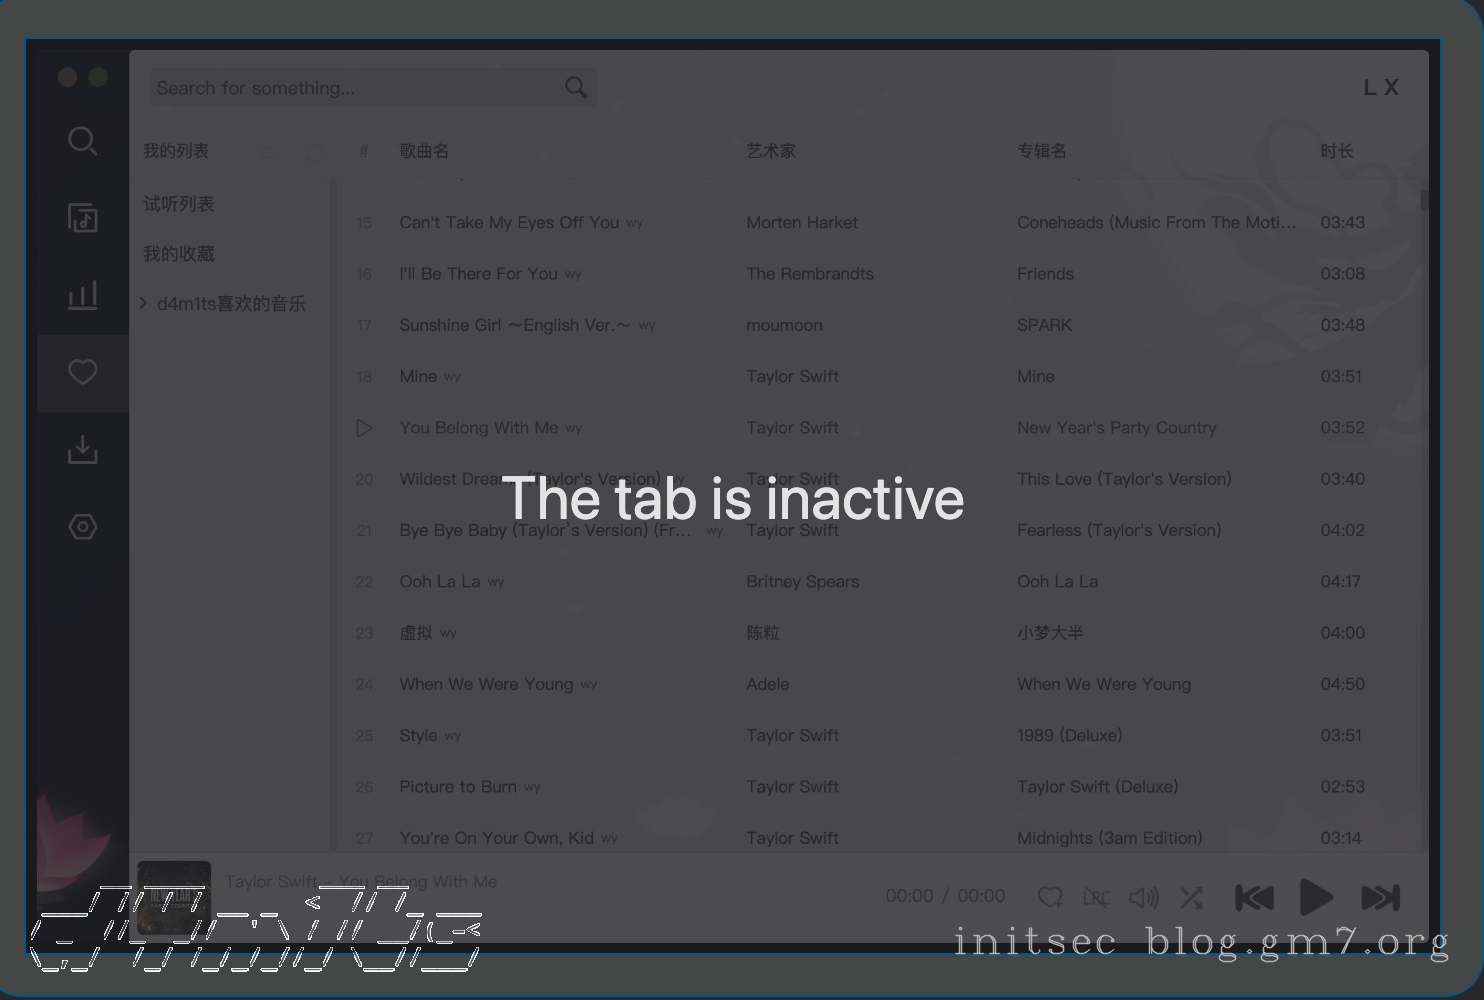 Search for something...
L X
我的列表 # 歌曲名 艺术家 专辑名 时长
试听列表
我的收藏
d4m1ts喜欢的音乐
15 Can't Take My Eyes Off You wy Morten Harket Coneheads (Music From The Moti... 03:43
16 I'll Be There For You wy The Rembrandts Friends 03:08
17 Sunshine Girl ～English Ver.～ wy moumoon SPARK 03:48
18 Mine wy Taylor Swift Mine 03:51
You Belong With Me wy Taylor Swift New Year's Party Country 03:52
20 Wildest Dreams (Taylor's Version) wy Taylor Swift This Love (Taylor's Version) 03:40
The tab is inactive
21 Bye Bye Baby (Taylor’s Version) (Fr... wy Taylor Swift Fearless (Taylor's Version) 04:02
22 Ooh La La wy Britney Spears Ooh La La 04:17
23 虚拟 wy 陈粒 小梦大半 04:00
24 When We Were Young wy Adele When We Were Young 04:50
25 Style wy Taylor Swift 1989 (Deluxe) 03:51
26 Picture to Burn wy Taylor Swift Taylor Swift (Deluxe) 02:53
27 You're On Your Own, Kid wy Taylor Swift Midnights (3am Edition) 03:14
Taylor Swift - You Belong With Me
00:00 / 00:00
LRC
d4m1ts
initsec blog.gm7.org